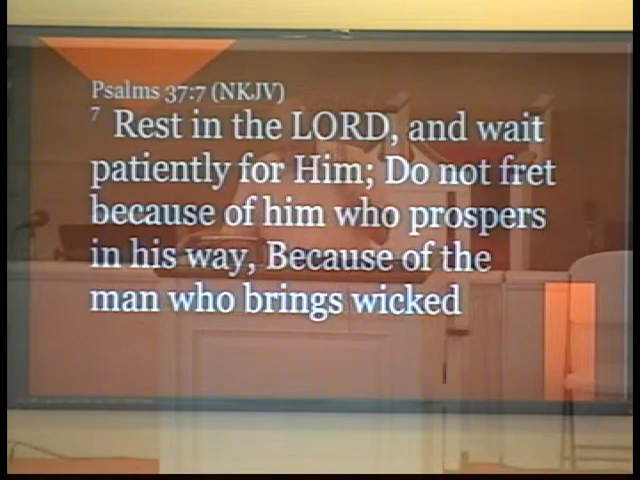 Psalms 37:7 (NKJV)
7 Rest in the LORD, and wait
patiently for Him; Do not fret
because of him who prospers
in his way, Because of the
man who brings wicked